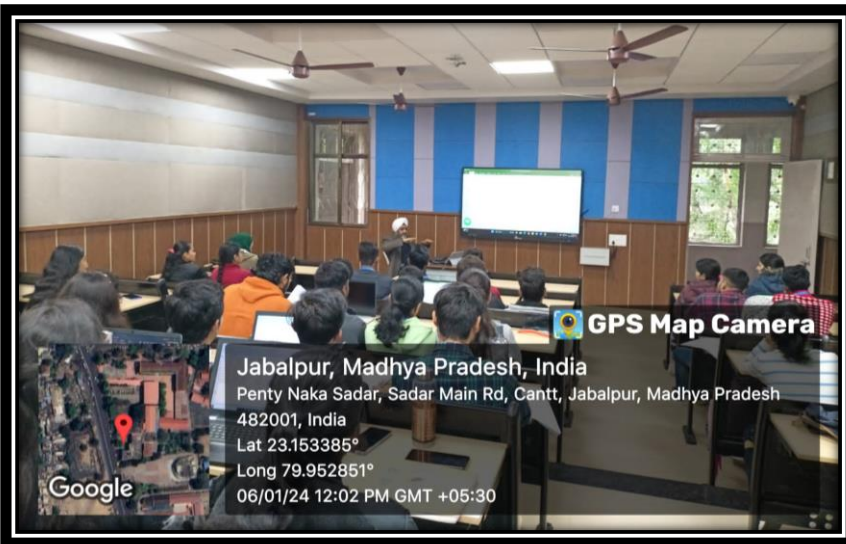 GPS Map Camera
Jabalpur, Madhya Pradesh, India
Penty Naka Sadar, Sadar Main Rd, Cantt, Jabalpur, Madhya Pradesh
482001, India
Lat 23.153385°
Long 79.952851°
06/01/24 12:02 PM GMT +05:30
Google